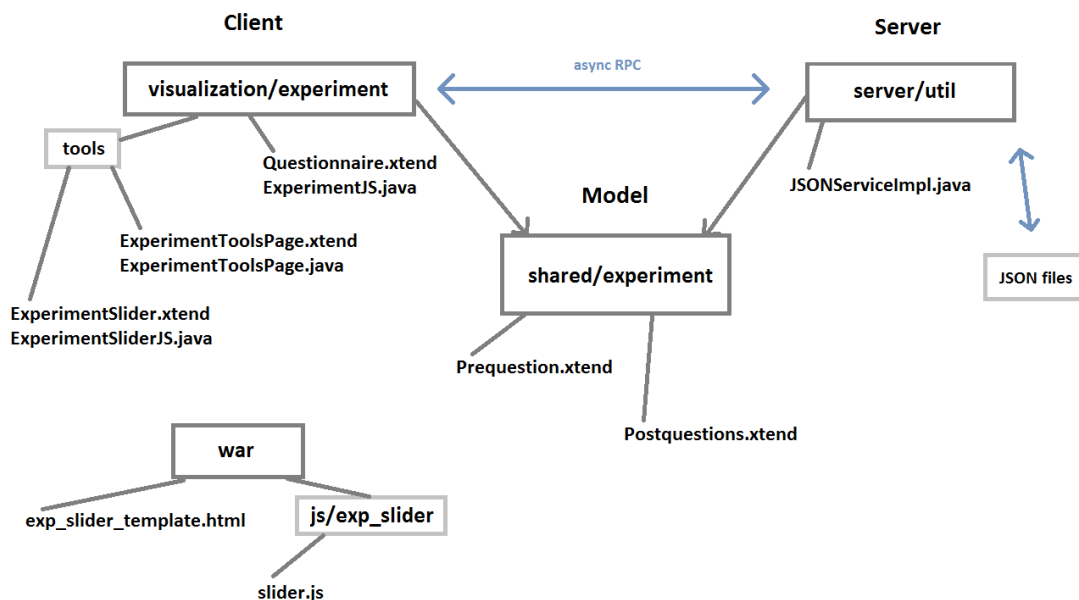 Client
Server
async RPC
visualization/experiment
server/util
tools
Questionnaire.xtend
ExperimentJS.java
JSONServiceImpl.java
Model
ExperimentToolsPage.xtend
ExperimentToolsPage.java
shared/experiment
JSON files
ExperimentSlider.xtend
ExperimentSliderJS.java
Prequestion.xtend
Postquestions.xtend
war
exp_slider_template.html
js/exp_slider
slider.js